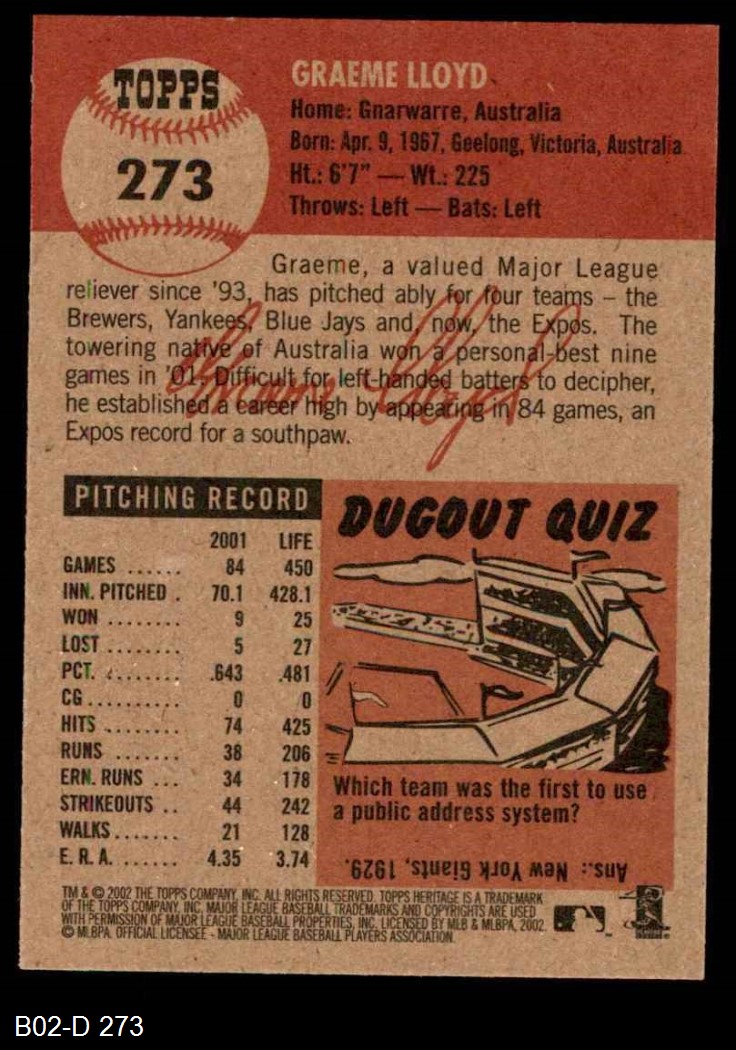 TOPPS
273
GRAEME LLOYD
Home: Gnarwarre, Australia
Born: Apr. 9, 1967, Geelong, Victoria, Australia
Ht.: 6'7" — Wt.: 225
Throws: Left — Bats: Left
Graeme, a valued Major League
reliever since '93, has pitched ably for four teams – the
Brewers, Yankees, Blue Jays and, now, the Expos. The
towering native of Australia won a personal-best nine
games in '01. Difficult for left-handed batters to decipher,
he established a career high by appearing in 84 games, an
Expos record for a southpaw.
Graeme Lloyd
PITCHING RECORD
2001 LIFE
GAMES ...... 84 450
INN. PITCHED . 70.1 428.1
WON ........ 9 25
LOST ........ 5 27
PCT. ........ .643 .481
CG.......... 0 0
HITS ........ 74 425
RUNS ....... 38 206
ERN. RUNS ... 34 178
STRIKEOUTS .. 44 242
WALKS....... 21 128
E. R. A. ...... 4.35 3.74
DUGOUT QUIZ
Which team was the first to use
a public address system?
Ans.: New York Giants, 1929.
TM & © 2002 THE TOPPS COMPANY, INC. ALL RIGHTS RESERVED. TOPPS HERITAGE IS A TRADEMARK
OF THE TOPPS COMPANY, INC. MAJOR LEAGUE BASEBALL TRADEMARKS AND COPYRIGHTS ARE USED
WITH PERMISSION OF MAJOR LEAGUE BASEBALL PROPERTIES, INC. LICENSED BY MLB & MLBPA, 2002.
© MLBPA. OFFICIAL LICENSEE - MAJOR LEAGUE BASEBALL PLAYERS ASSOCIATION.
B02-D 273